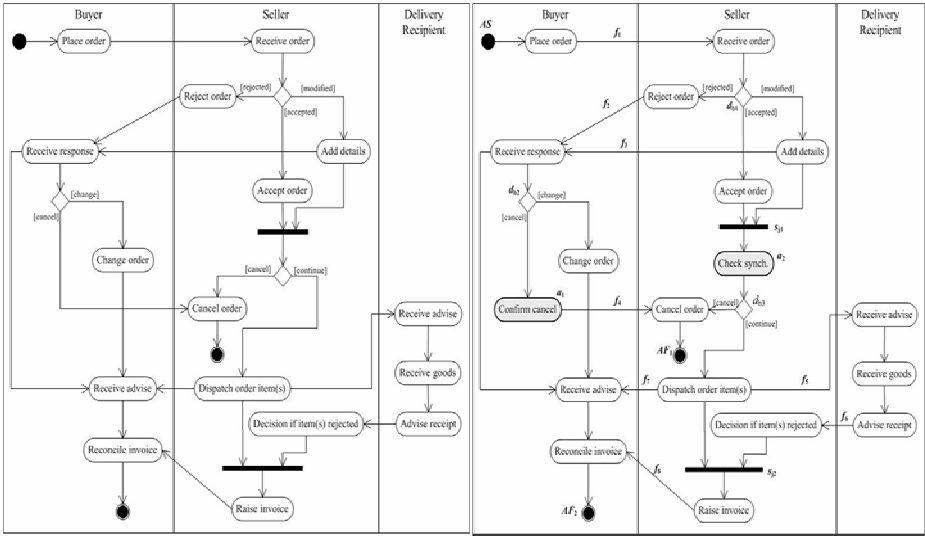 Buyer
Seller
Delivery
Recipient
Place order
Receive order
[rejected]
[modified]
Reject order
[accepted]
Receive response
Add details
Accept order
[change]
[cancel]
Change order
[cancel]
[continue]
Cancel order
Receive advise
Receive goods
Receive advise
Dispatch order item(s)
Decision if item(s) rejected
Advise receipt
Reconcile invoice
Raise invoice
Buyer
Seller
Delivery
Recipient
AS
Place order
Receive order
[rejected]
[modified]
Reject order
[accepted]
f2
Receive response
f3
Add details
Accept order
[change]
[cancel]
Change order
Check synch.
a2
a1
Confirm cancel
f4
Cancel order
[cancel]
db3
[continue]
AF1
Receive advise
Receive goods
Receive advise
f7
Dispatch order item(s)
f5
Decision if item(s) rejected
f6
Advise receipt
Reconcile invoice
AF2
Raise invoice